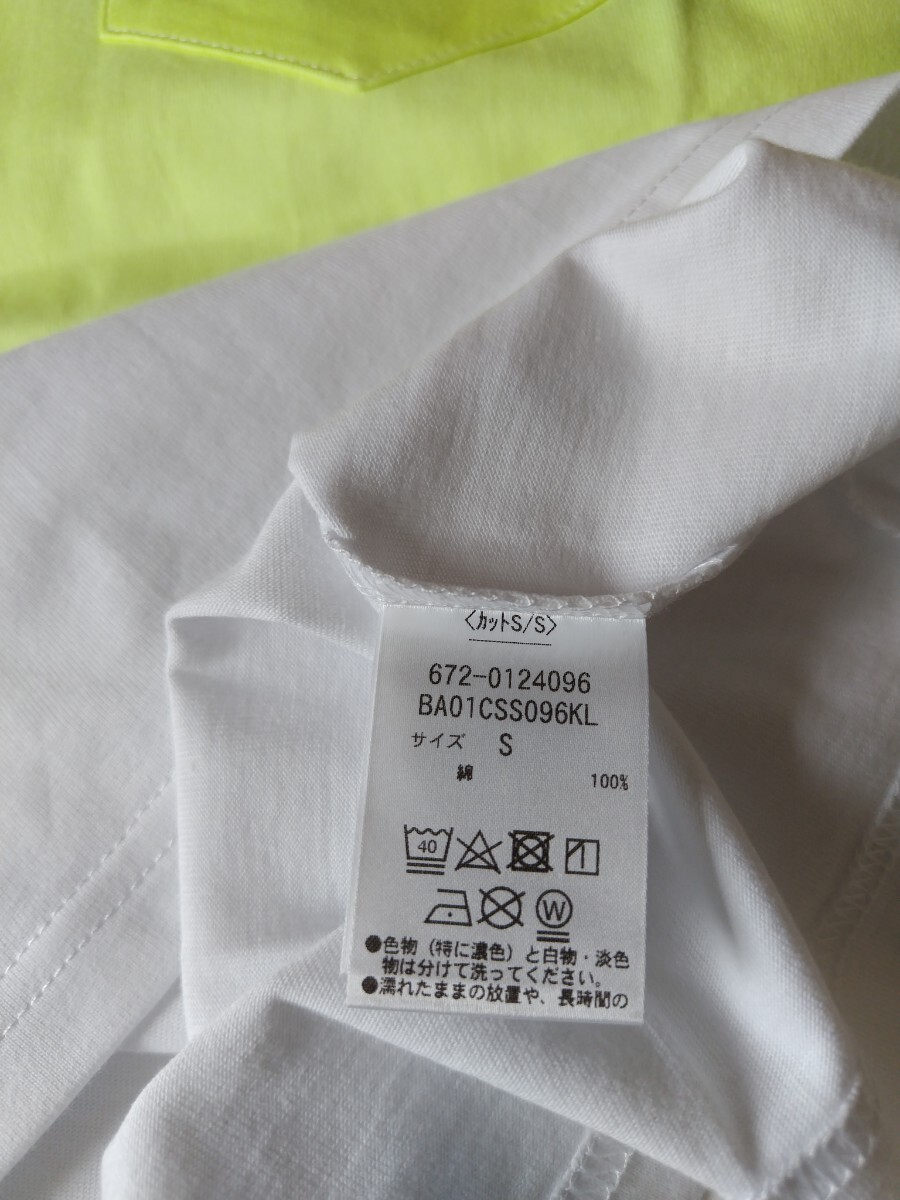 <カットS/S>
672-0124096
BA01CSS096KL
サイズ S
綿 100%
40
W
●色物（特に濃色）と白物・淡色
物は分けて洗ってください。
●濡れたままの放置や、長時間の